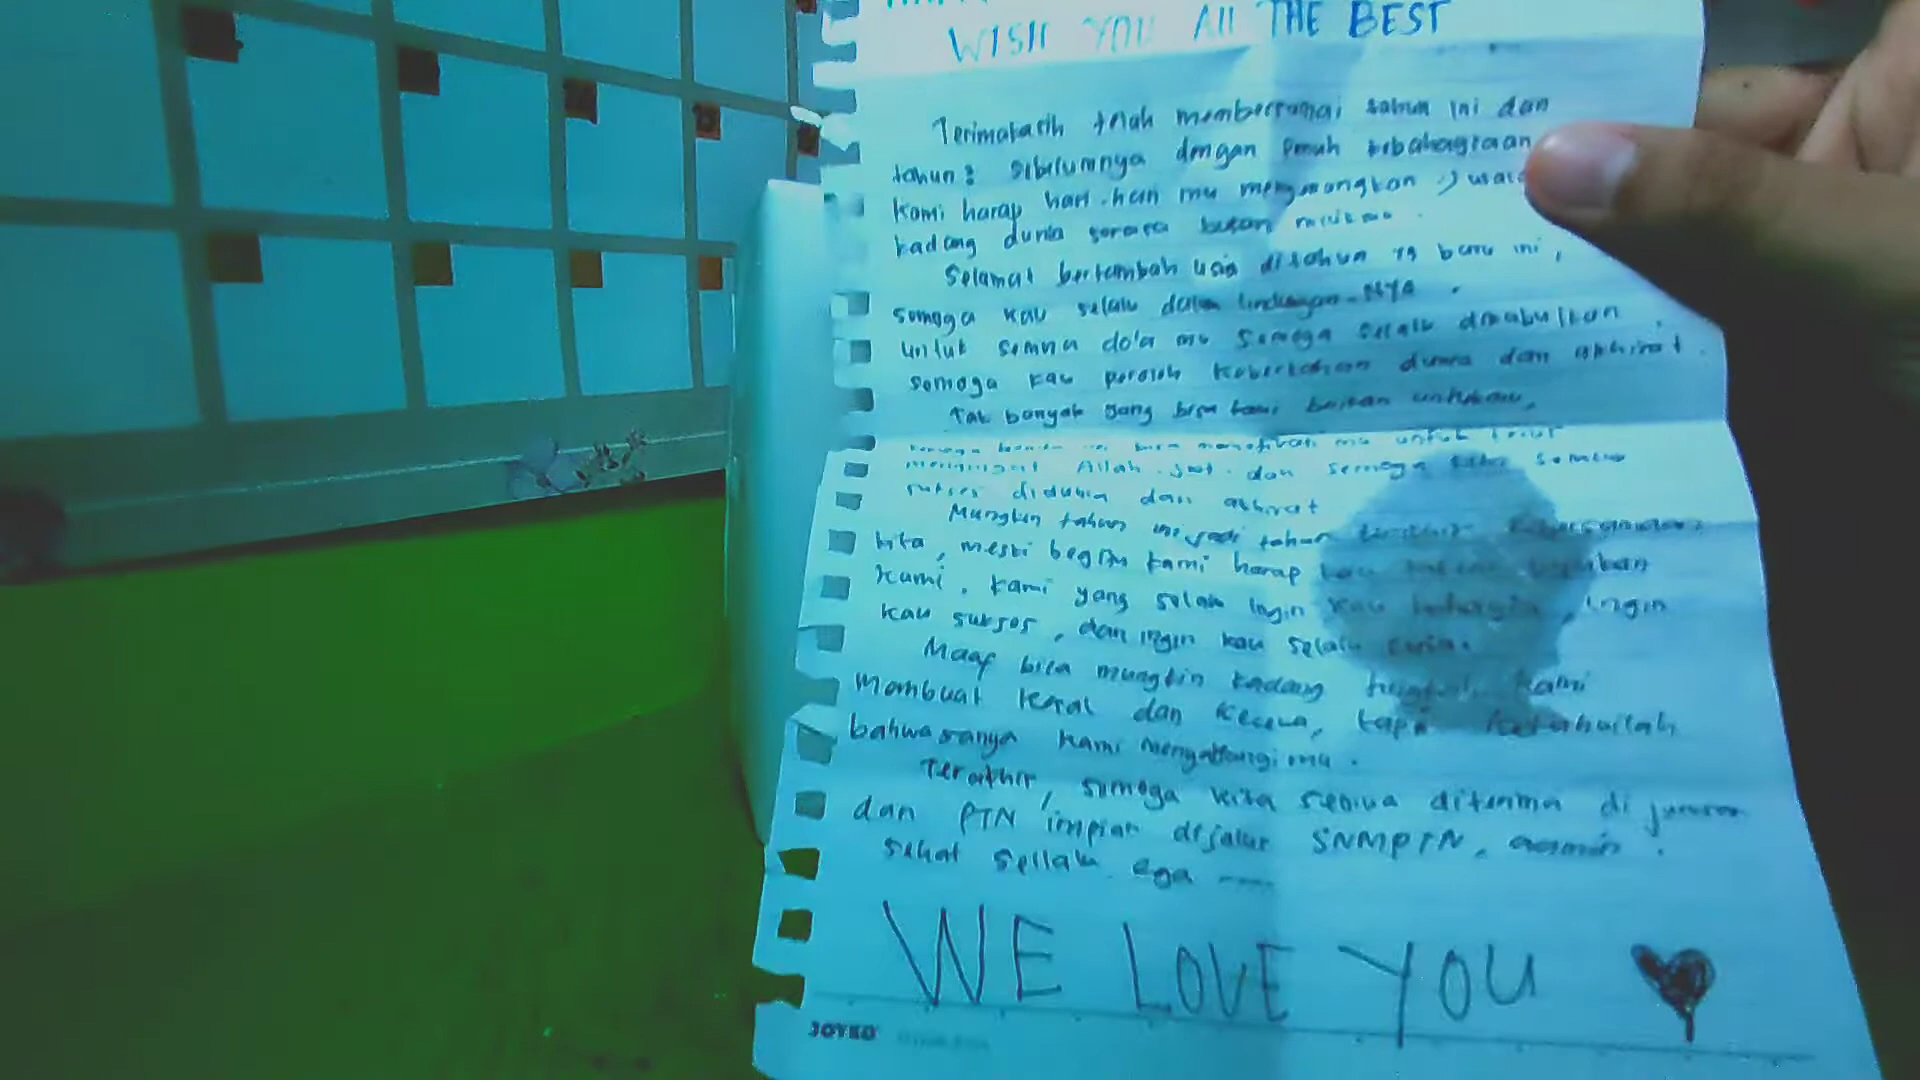 WISH YOU All THE BEST
Terimakasih telah membersamai tahun ini dan
tahun2 sebelumnya dengan penuh kebahagiaan
Kami harap hari-hari mu menyenangkan :)
kadang dunia bukan
Selamat bertambah usia ditahun yg baru ini,
semoga kau selalu dalam lindungan-NYA.
untuk semua do'a mu semoga selalu dikabulkan.
semoga kau peroleh keberkahan dunia dan akhirat.
Tak banyak yang bisa kami berikan untukmu,
untuk terus
mengingat Allah swt. dan semoga
sukses didunia dan akhirat
Mungkin tahun ini jadi tahun terakhir kebersamaan
kita, meski begitu kami harap kau
kami. kami yang selalu ingin kau bahagia, ingin
kau sukses, dan ingin kau selalu ceria.
Maaf bila mungkin kadang kami
membuat kesal dan kecewa, tapi ketahuilah
bahwasanya kami menyayangimu.
Terakhir, semoga kita semua diterima di jurusan
dan PTN impian dijalur SNMPTN, aamiin.
sehat sellalu ega
WE LOVE YOU
JOYKO